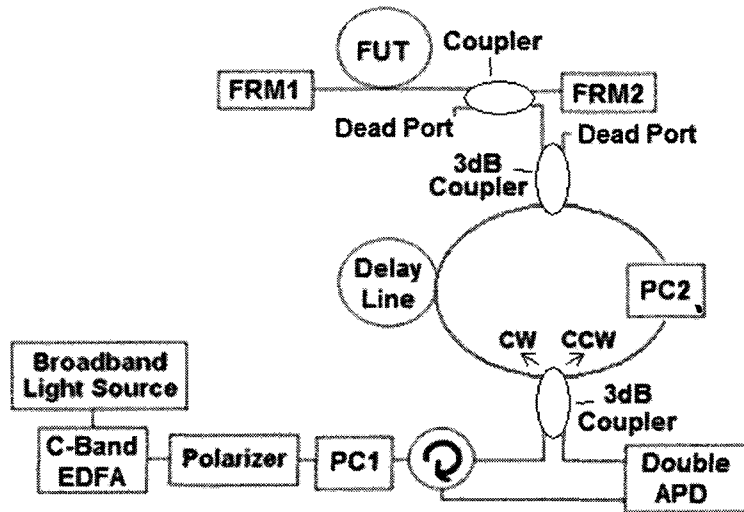 Coupler
FUT
FRM1
FRM2
Dead Port
Dead Port
3dB
Coupler
Delay
Line
PC2
CW
CCW
Broadband
Light Source
3dB
Coupler
C-Band
EDFA
Polarizer
PC1
Double
APD